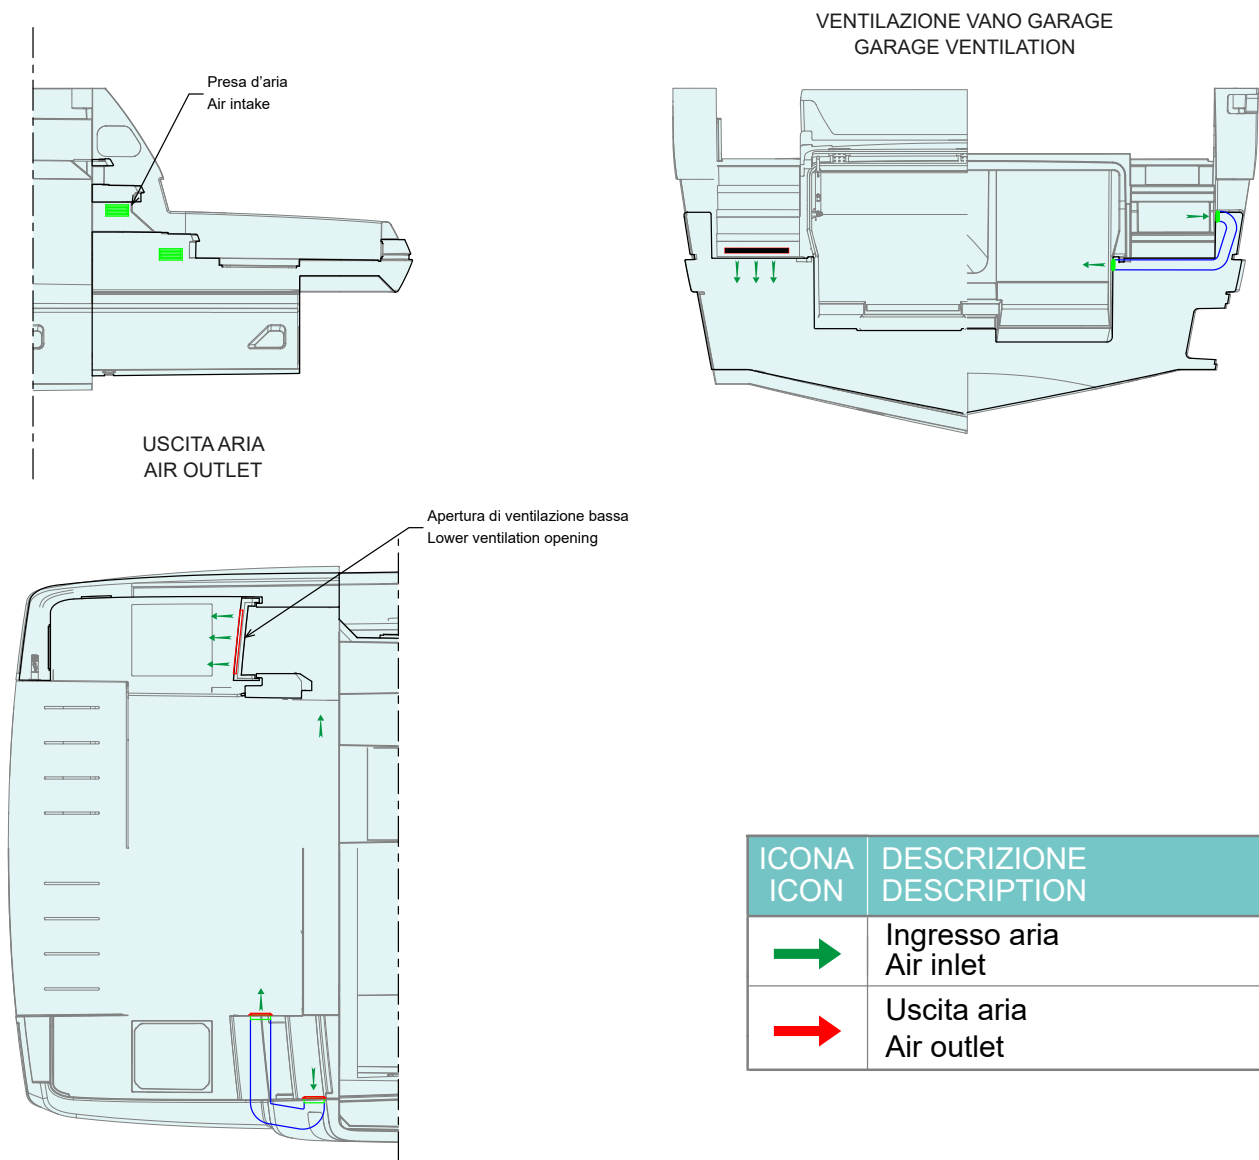 VENTILAZIONE VANO GARAGE
GARAGE VENTILATION
Presa d'aria
Air intake
USCITA ARIA
AIR OUTLET
Apertura di ventilazione bassa
Lower ventilation opening
ICONA DESCRIZIONE
ICON DESCRIPTION
Ingresso aria
Air inlet
Uscita aria
Air outlet